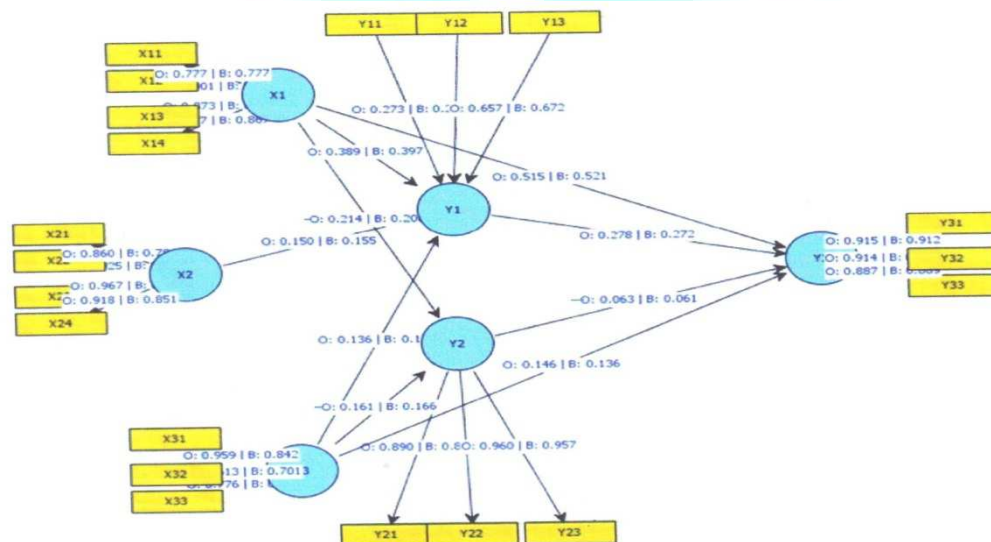 Y11 Y12 Y13
X11
O: 0.777 | B: 0.777
X1
X13
X14
O: 0.273 | B: O: 0.657 | B: 0.672
O: 0.389 | B: 0.397
O: 0.515 | B: 0.521
Y1
X21
O: 0.860 | B:
X2
O: 0.967 | B:
O: 0.918 | B: 0.851
X24
O: 0.214 | B:
O: 0.150 | B: 0.155
O: 0.278 | B: 0.272
O: 0.915 | B: 0.912
O: 0.914 | B:
O: 0.887 | B:
Y31
Y32
Y33
O: 0.063 | B: 0.061
O: 0.136 | B:
Y2
O: 0.146 | B: 0.136
O: 0.161 | B: 0.166
X31
X32
X33
O: 0.959 | B: 0.842
B: 0.701
O: 0.890 | B: O: 0.960 | B: 0.957
Y21 Y22 Y23